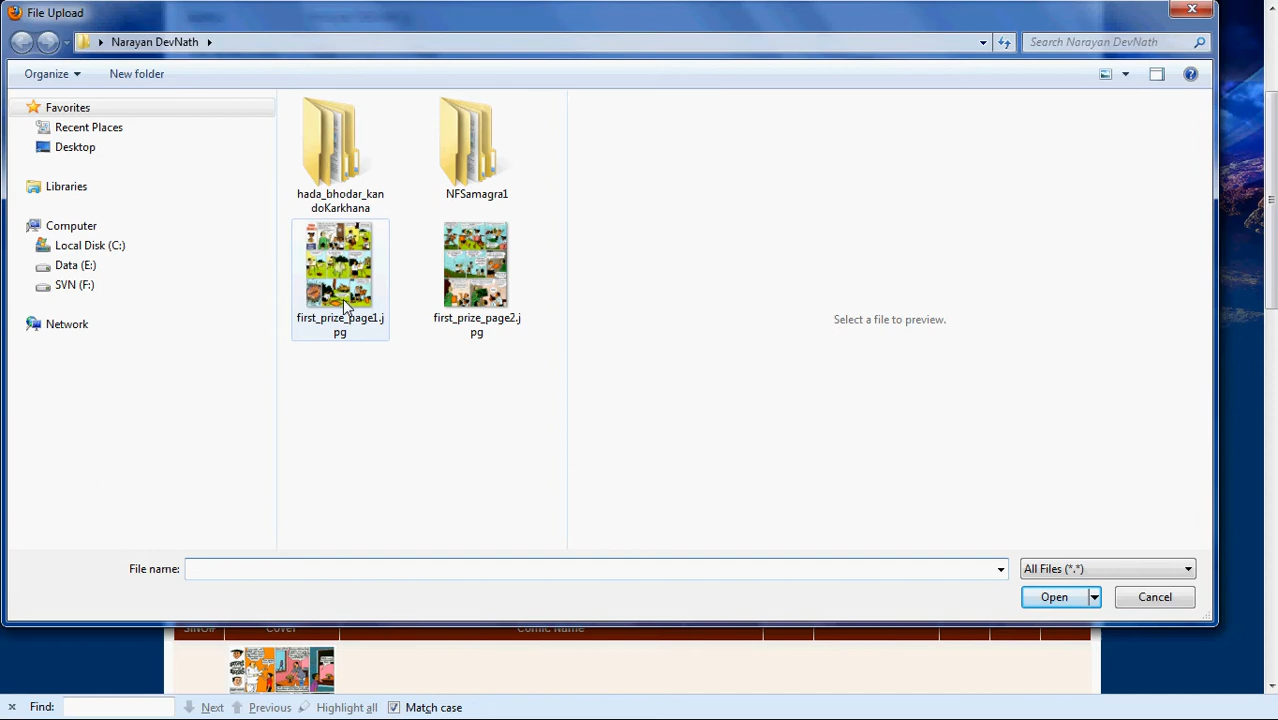 File Upload
Narayan DevNath
Search Narayan DevNath
Organize
New folder
Favorites
Recent Places
Desktop
Libraries
Computer
Local Disk (C:)
Data (E:)
SVN (F:)
Network
hada_bhodar_kan
doKarkhana
NFSamagra1
first_prize_page1.j
pg
first_prize_page2.j
pg
Select a file to preview.
File name:
All Files (*.*)
Open
Cancel
SlNO#
Cover
Comic Name
Find:
Next
Previous
Highlight all
Match case